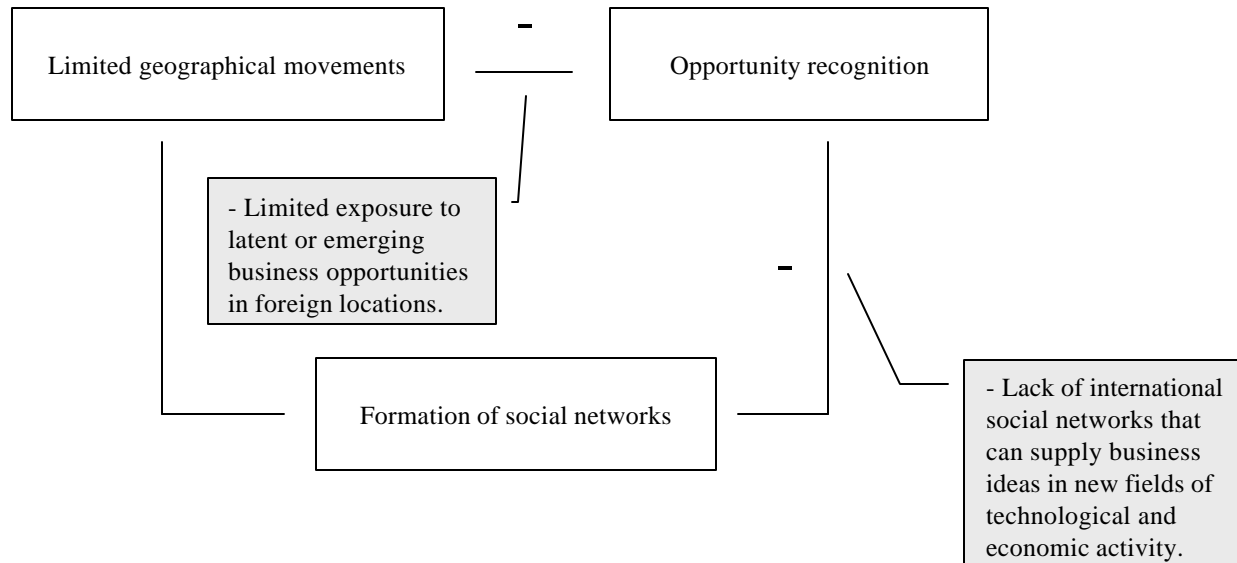 -
Limited geographical movements
Opportunity recognition
- Limited exposure to
latent or emerging
business opportunities
in foreign locations.
-
Formation of social networks
- Lack of international
social networks that
can supply business
ideas in new fields of
technological and
economic activity.